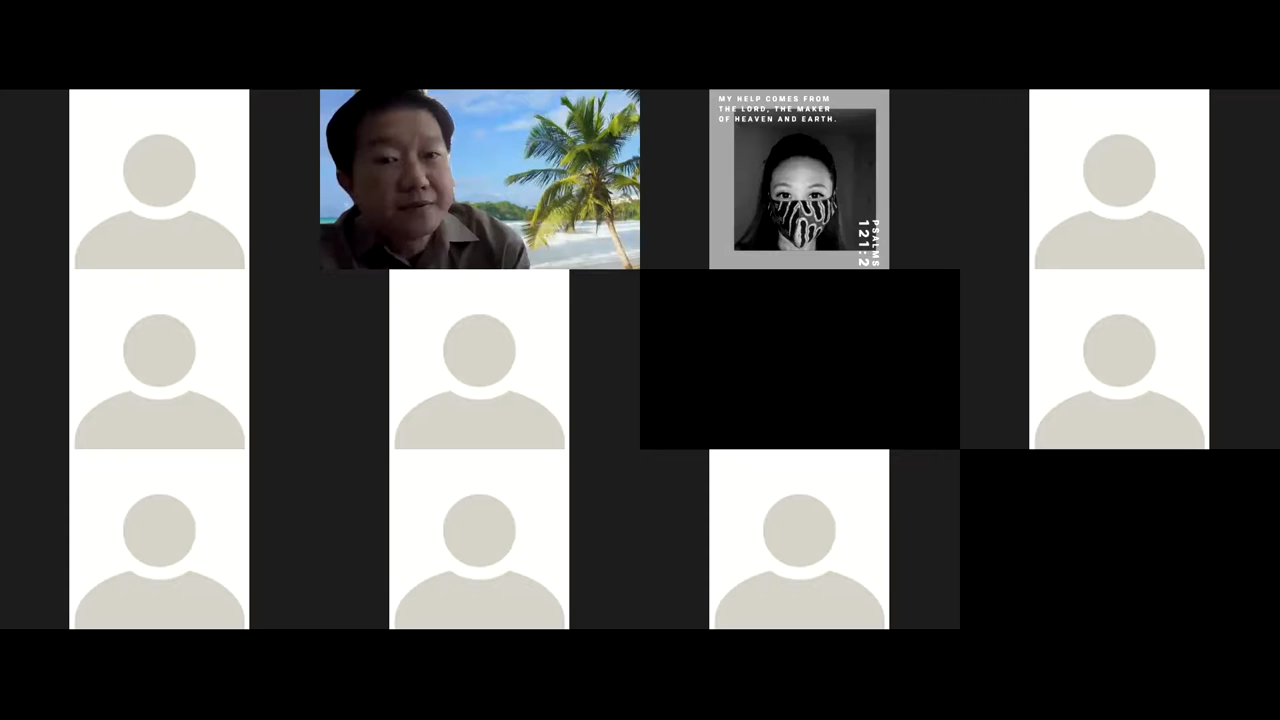 MY HELP COMES FROM
THE LORD, THE MAKER
OF HEAVEN AND EARTH.
PSALMS
121:2